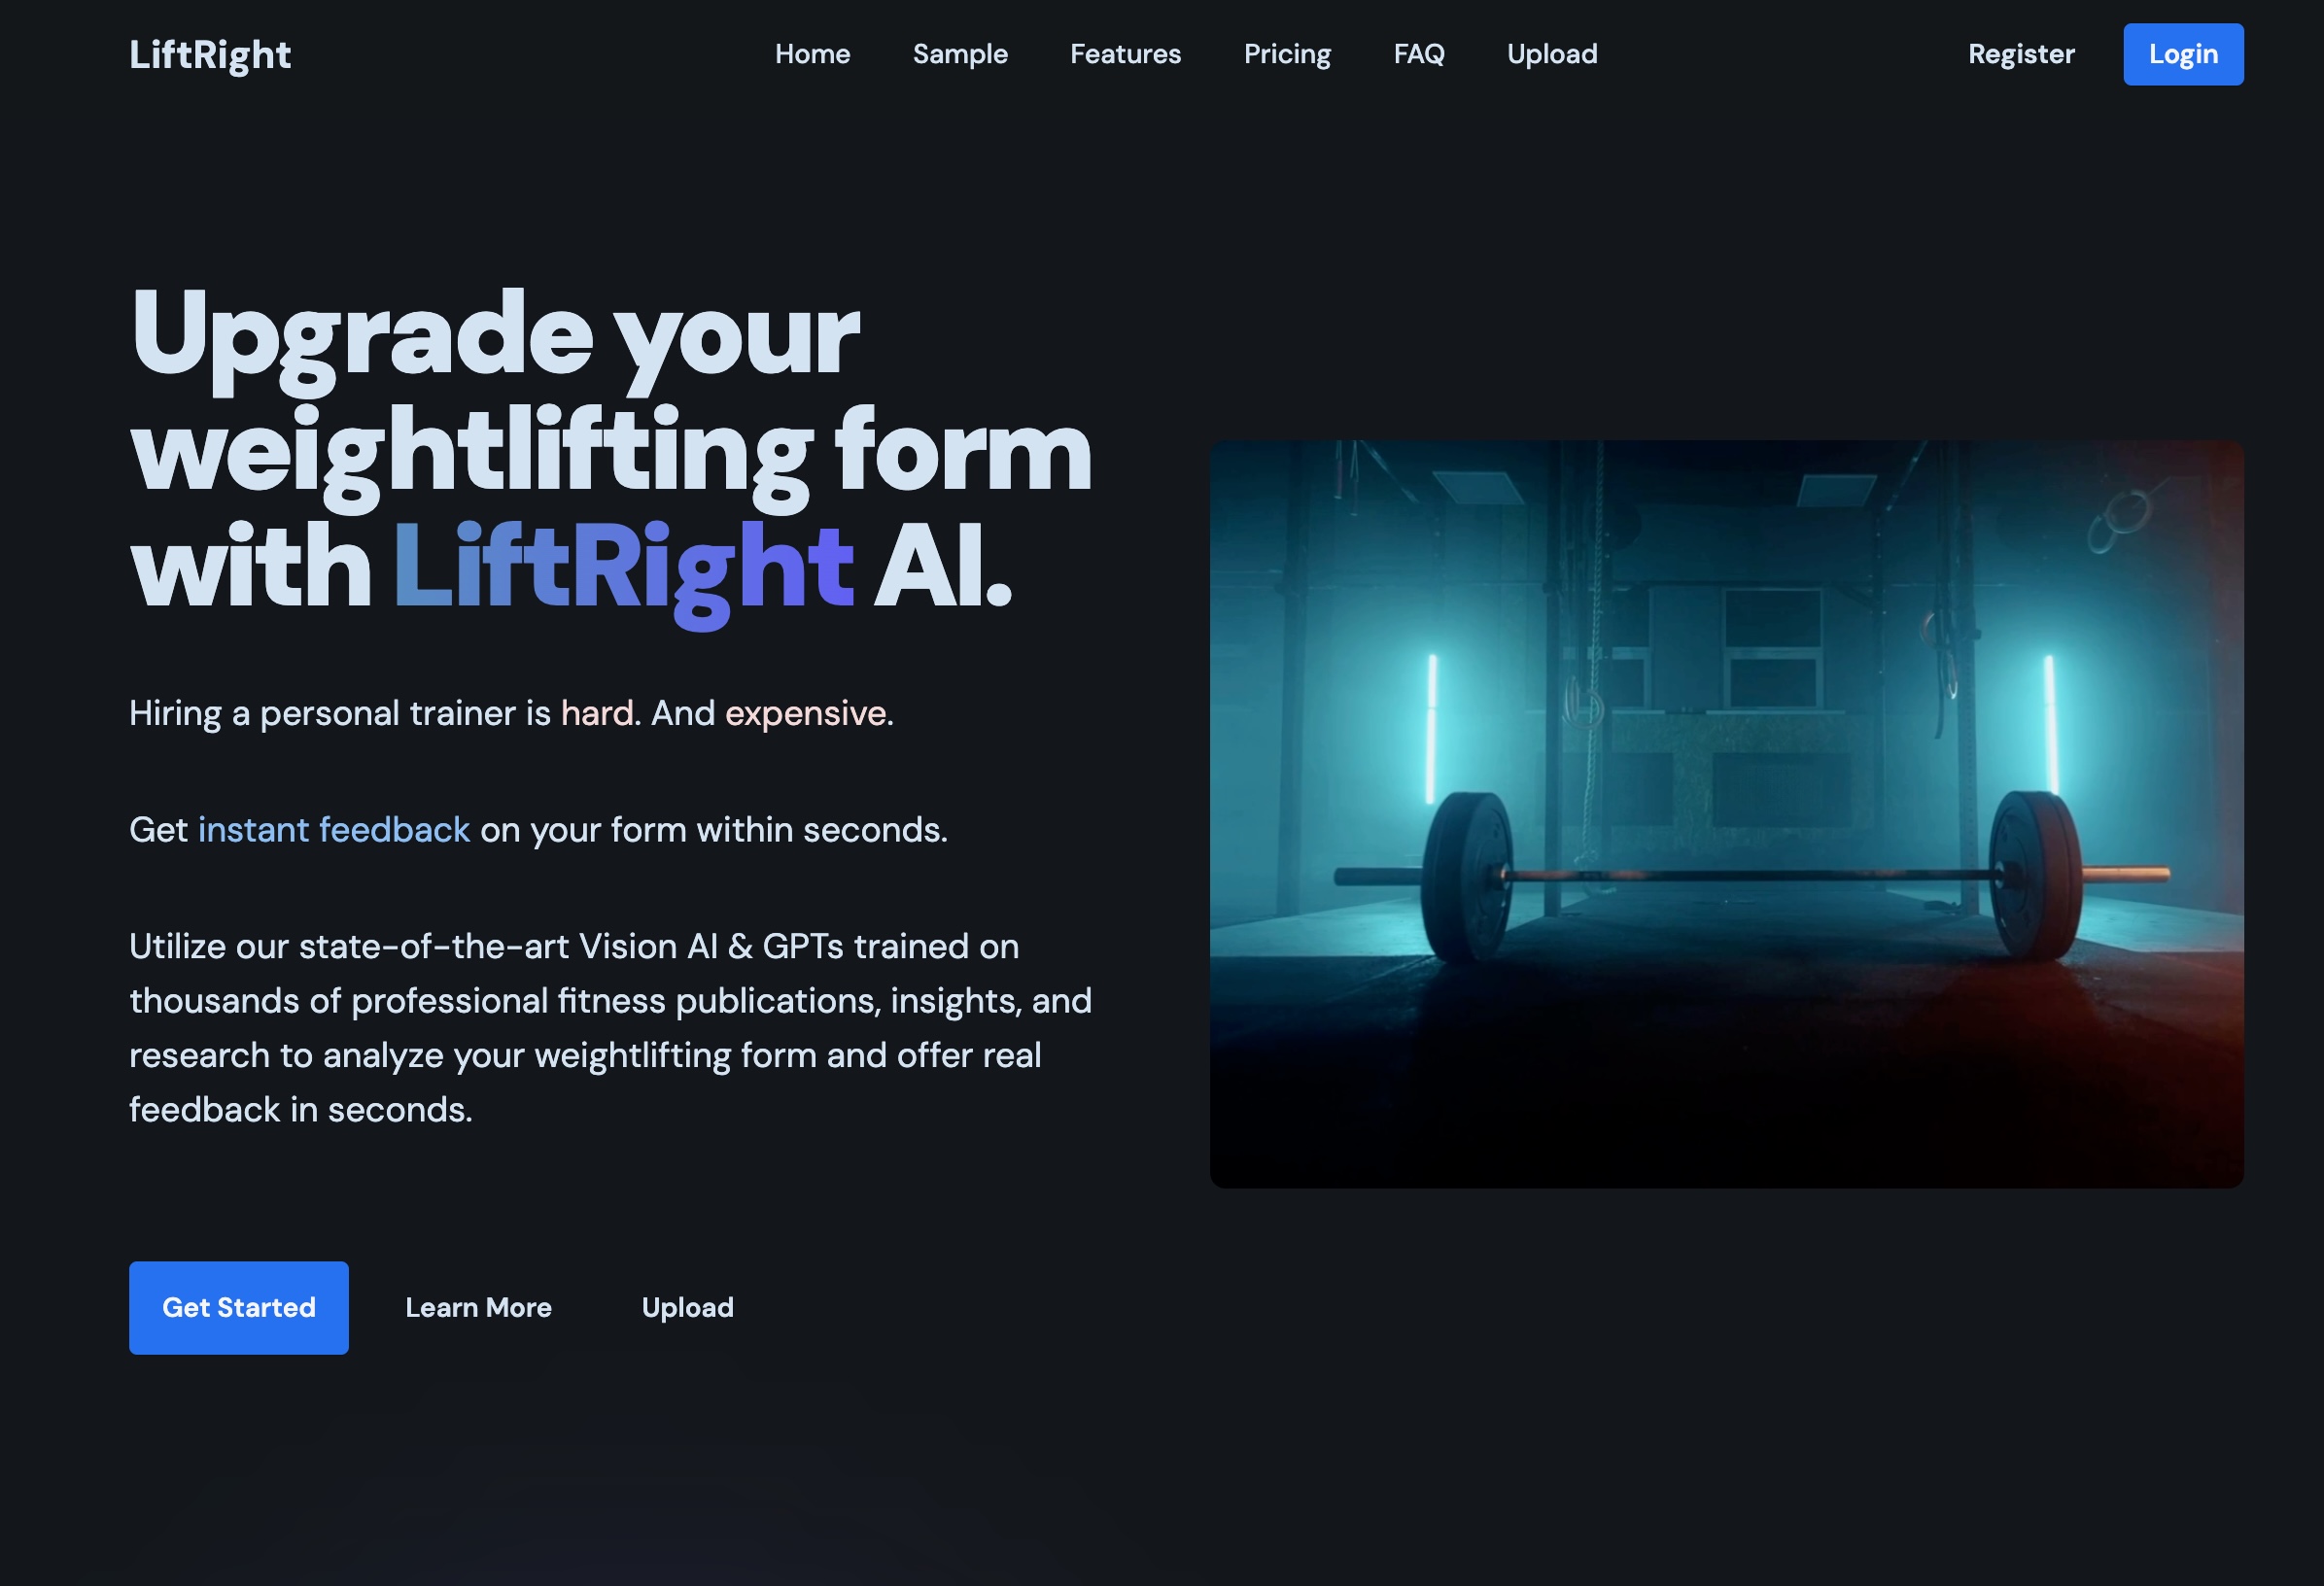 LiftRight
Home
Sample
Features
Pricing
FAQ
Upload
Register
Login
Upgrade your
weightlifting form
with LiftRight AI.
Hiring a personal trainer is hard. And expensive.
Get instant feedback on your form within seconds.
Utilize our state-of-the-art Vision AI & GPTs trained on
thousands of professional fitness publications, insights, and
research to analyze your weightlifting form and offer real
feedback in seconds.
Get Started
Learn More
Upload